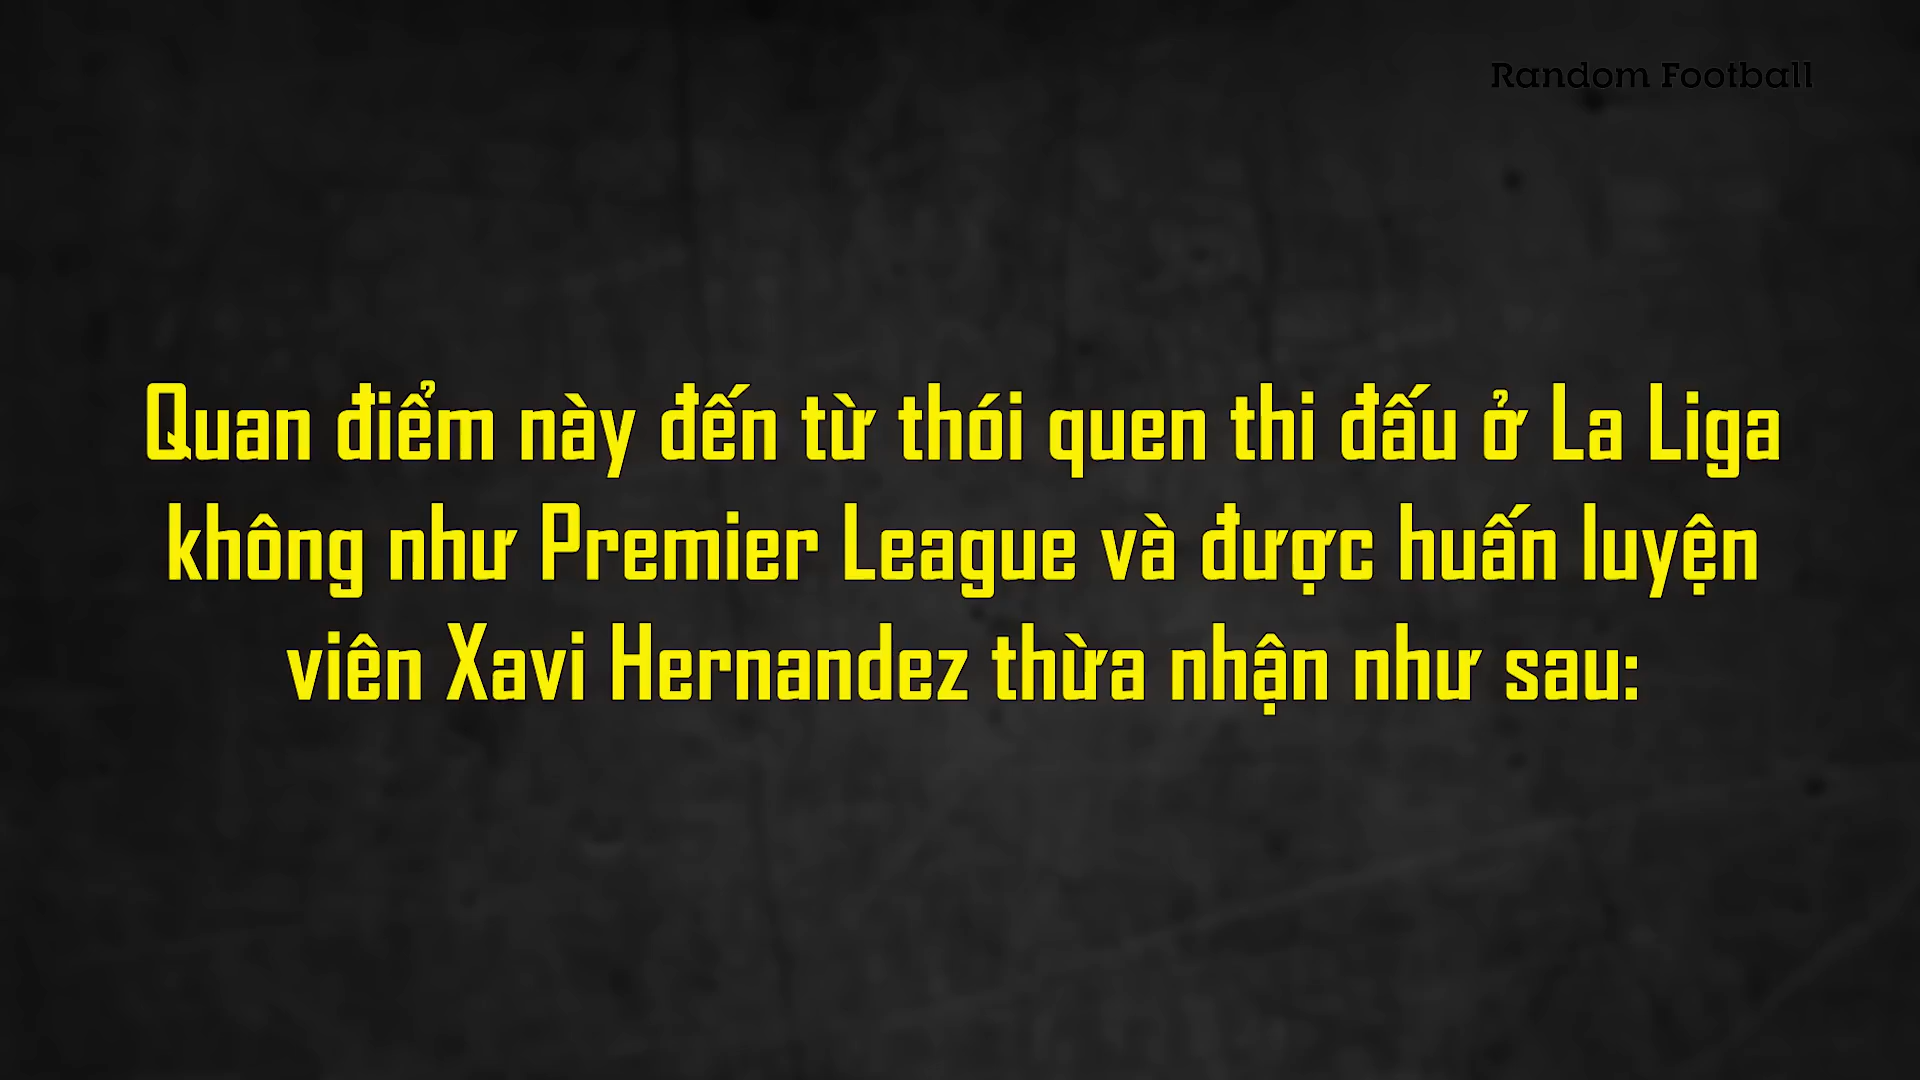 Random Football
Quan điểm này đến từ thói quen thi đấu ở La Liga
không như Premier League và được huấn luyện
viên Xavi Hernandez thừa nhận như sau: